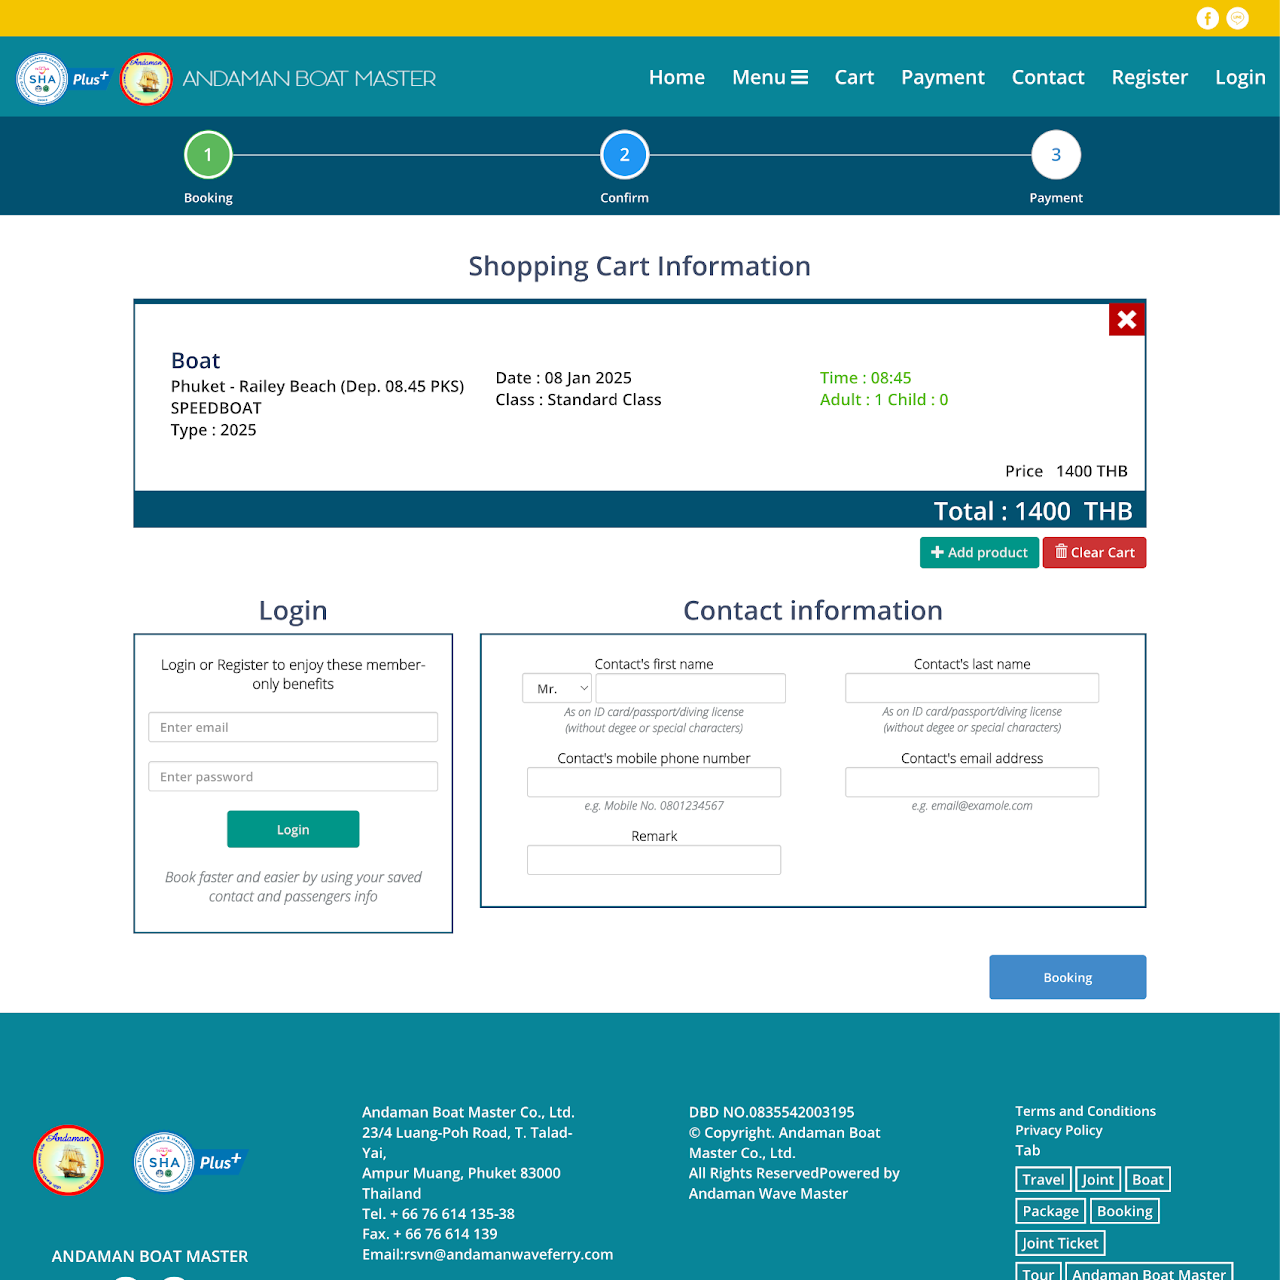 SHA Plus+ Andaman ANDAMAN BOAT MASTER
Home Menu Cart Payment Contact Register Login
1 2 3
Booking Confirm Payment
Shopping Cart Information
Boat
Phuket - Railey Beach (Dep. 08.45 PKS)
SPEEDBOAT
Type : 2025
Date : 08 Jan 2025
Class : Standard Class
Time : 08:45
Adult : 1 Child : 0
Price 1400 THB
Total : 1400 THB
Add product Clear Cart
Login
Login or Register to enjoy these member-
only benefits
Enter email
Enter password
Login
Book faster and easier by using your saved
contact and passengers info
Contact information
Contact's first name
Mr.
As on ID card/passport/diving license
(without degee or special characters)
Contact's last name
As on ID card/passport/diving license
(without degee or special characters)
Contact's mobile phone number
e.g. Mobile No. 0801234567
Contact's email address
e.g. email@examole.com
Remark
Booking
Andaman SHA Plus+
ANDAMAN BOAT MASTER
Andaman Boat Master Co., Ltd.
23/4 Luang-Poh Road, T. Talad-
Yai,
Ampur Muang, Phuket 83000
Thailand
Tel. + 66 76 614 135-38
Fax. + 66 76 614 139
Email:rsvn@andamanwaveferry.com
DBD NO.0835542003195
© Copyright. Andaman Boat
Master Co., Ltd.
All Rights ReservedPowered by
Andaman Wave Master
Terms and Conditions
Privacy Policy
Tab
Travel Joint Boat
Package Booking
Joint Ticket
Tour Andaman Boat Master